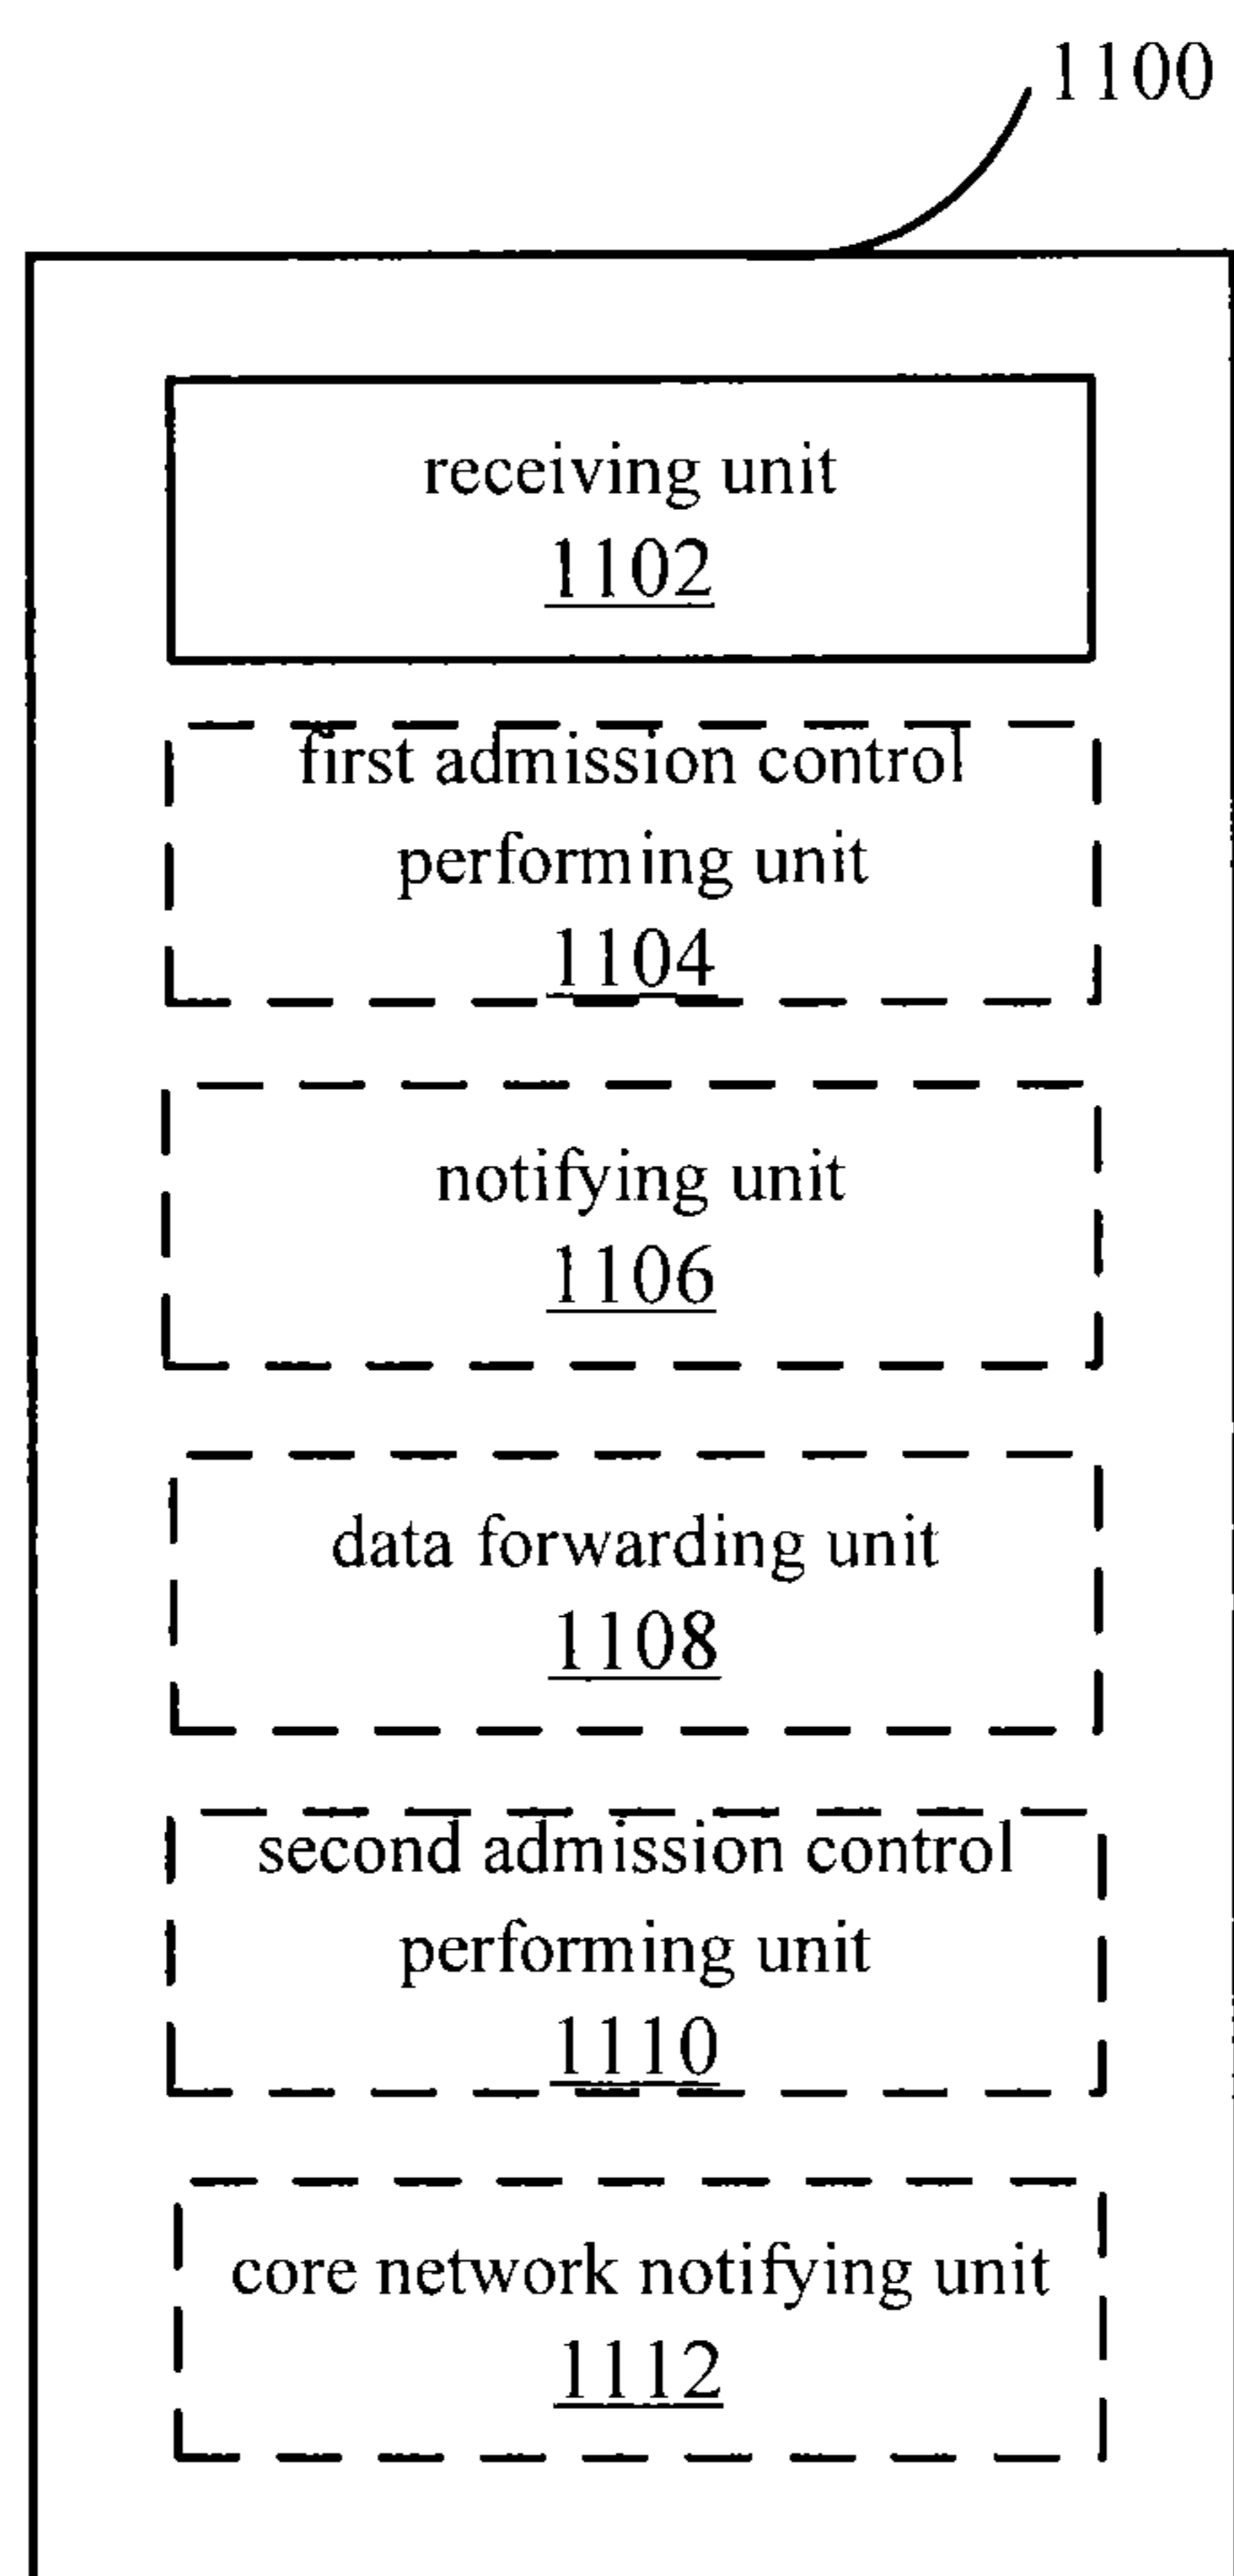 1100
receiving unit
1102
first admission control
performing unit
1104
notifying unit
1106
data forwarding unit
1108
second admission control
performing unit
1110
core network notifying unit
1112